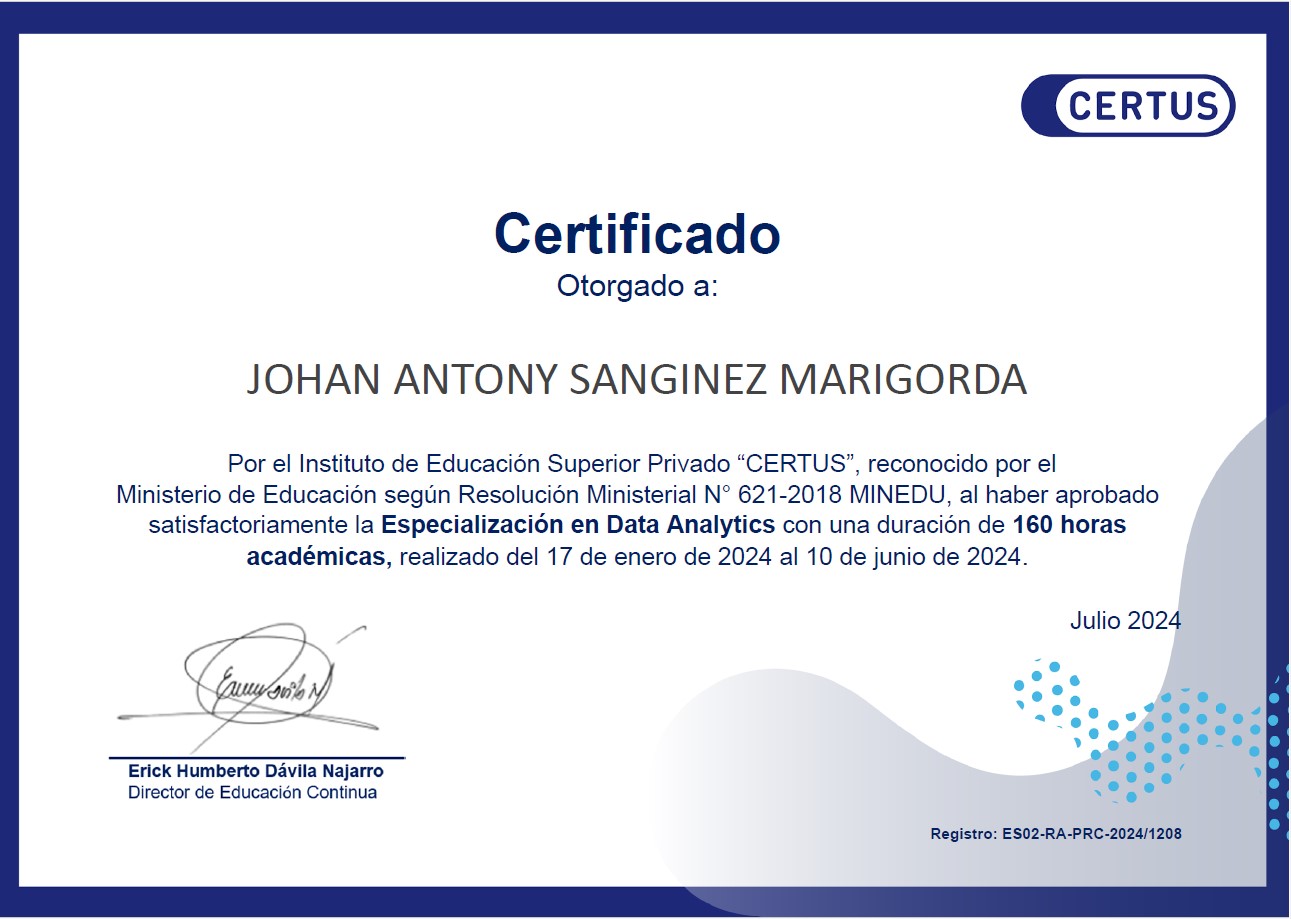 CERTUS
Certificado
Otorgado a:
JOHAN ANTONY SANGINEZ MARIGORDA
Por el Instituto de Educación Superior Privado “CERTUS”, reconocido por el
Ministerio de Educación según Resolución Ministerial N° 621-2018 MINEDU, al haber aprobado
satisfactoriamente la Especialización en Data Analytics con una duración de 160 horas
académicas, realizado del 17 de enero de 2024 al 10 de junio de 2024.
Julio 2024
Erick Humberto Dávila Najarro
Director de Educación Continua
Registro: ES02-RA-PRC-2024/1208